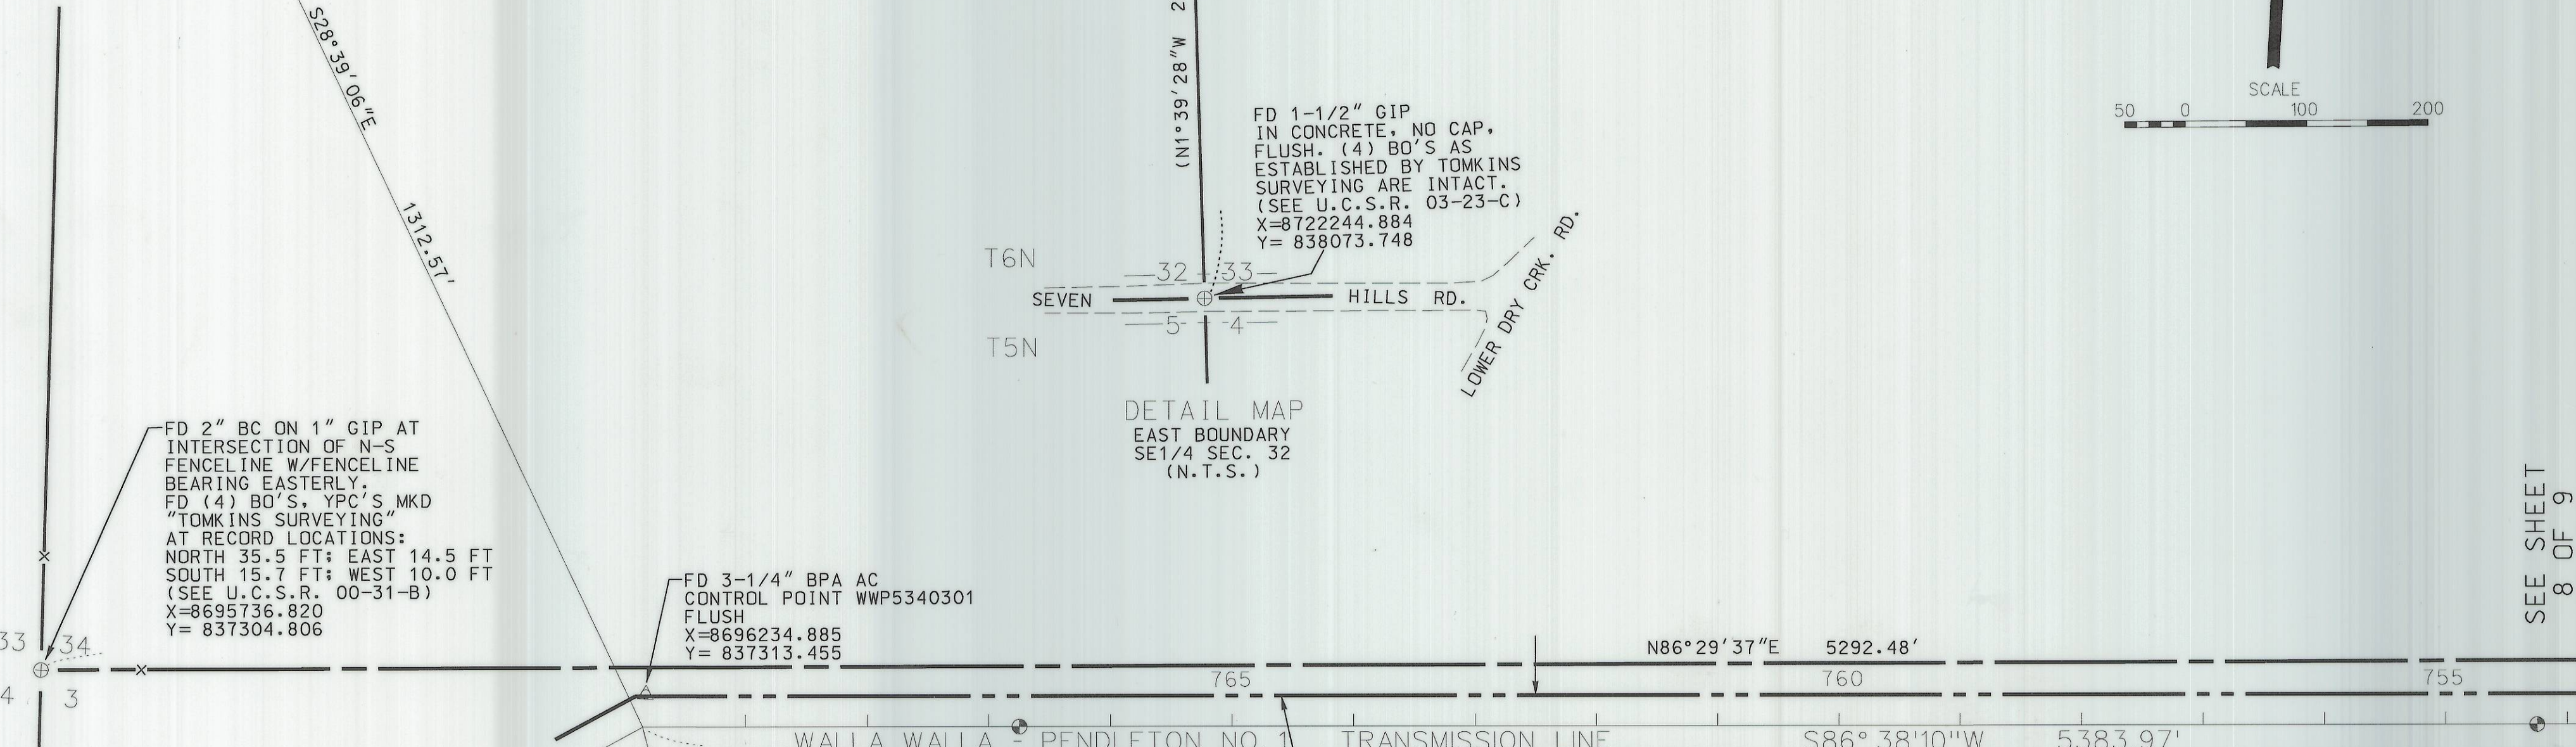 S28°39'06"E
1312.57'
(N1°39'28"W 2
FD 1-1/2" GIP
IN CONCRETE, NO CAP,
FLUSH. (4) BO'S AS
ESTABLISHED BY TOMKINS
SURVEYING ARE INTACT.
(SEE U.C.S.R. 03-23-C)
X=8722244.884
Y= 838073.748
SCALE
50 0 100 200
T6N
32 33
SEVEN HILLS RD.
5 4
T5N
LOWER DRY CRK. RD.
DETAIL MAP
EAST BOUNDARY
SE1/4 SEC. 32
(N.T.S.)
FD 2" BC ON 1" GIP AT
INTERSECTION OF N-S
FENCELINE W/FENCELINE
BEARING EASTERLY.
FD (4) BO'S, YPC'S MKD
"TOMKINS SURVEYING"
AT RECORD LOCATIONS:
NORTH 35.5 FT; EAST 14.5 FT
SOUTH 15.7 FT; WEST 10.0 FT
(SEE U.C.S.R. 00-31-B)
X=8695736.820
Y= 837304.806
33 34
4 3
FD 3-1/4" BPA AC
CONTROL POINT WWP5340301
FLUSH
X=8696234.885
Y= 837313.455
N86°29'37"E 5292.48'
765 760 755
WALLA WALLA - PENDLETON NO 1 TRANSMISSION LINE S86°38'10"W 5383.97'
SEE SHEET
8 OF 9